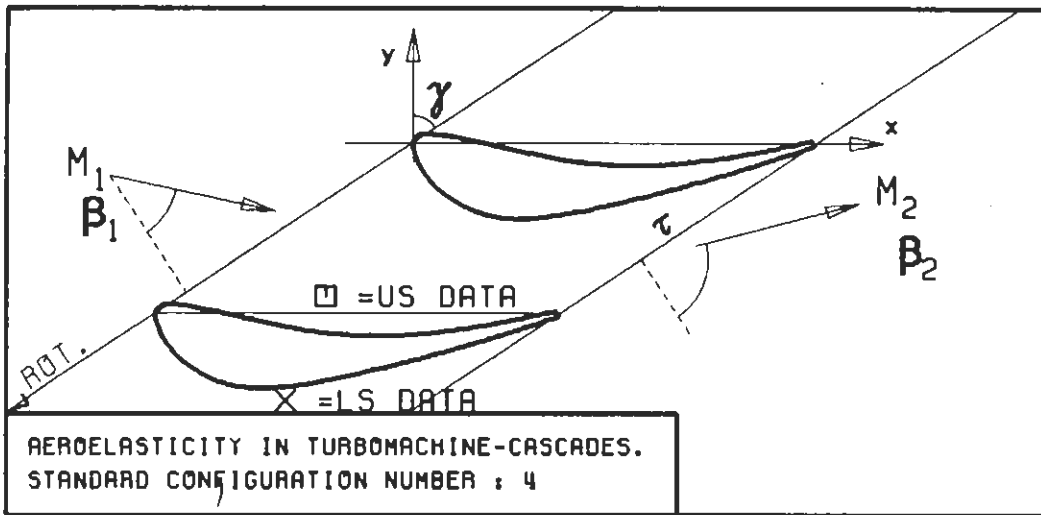 y
γ
x
M₁
β₁
M₂
β₂
τ
=US DATA
ROT.
=LS DATA
AEROELASTICITY IN TURBOMACHINE-CASCADES.
STANDARD CONFIGURATION NUMBER : 4